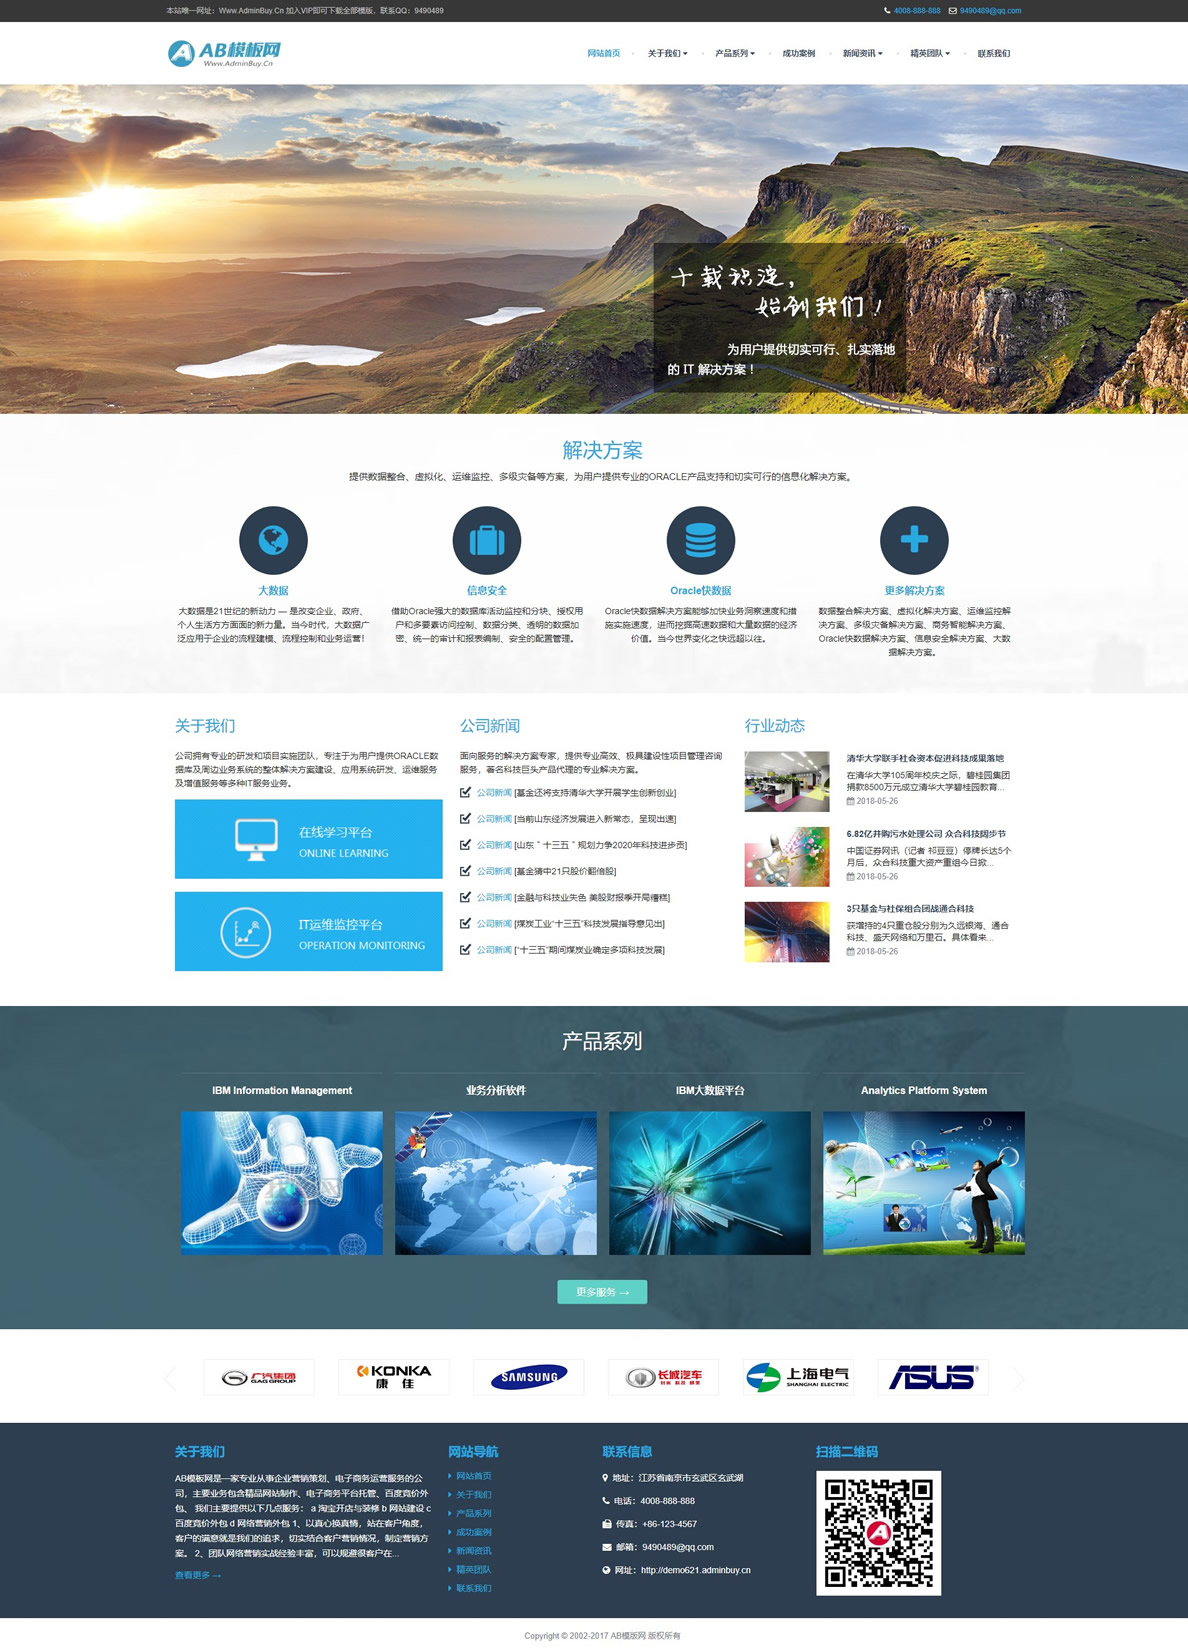 本站唯一网址：Www.AdminBuy.Cn 加入VIP即可下载全部模版，联系QQ：9490489
4008-888-888 9490489@qq.com
AB模板网
Www.AdminBuy.Cn
网站首页 关于我们 产品系列 成功案例 新闻资讯 精英团队 联系我们
十载积淀，
始创我们！
为用户提供切实可行、扎实落地
的 IT 解决方案！
解决方案
提供数据整合、虚拟化、运维监控、多级灾备等方案，为用户提供专业的ORACLE产品支持和切实可行的信息化解决方案。
大数据
大数据是21世纪的新动力 — 是改变企业、政府、
个人生活方方面面的新力量。当今时代，大数据广
泛应用于企业的流程建模、流程控制和业务运营！
信息安全
借助Oracle强大的数据库活动监控和分块、授权用
户和多要素访问控制、数据分类、透明的数据加
密、统一的审计和报表编制、安全的配置管理。
Oracle快数据
Oracle快数据解决方案能够加快业务洞察速度和措
施实施速度，进而挖掘高速数据和大量数据的经济
价值。当今世界变化之快远超以往。
更多解决方案
数据整合解决方案、虚拟化解决方案、运维监控解
决方案、多级灾备解决方案、商务智能解决方案、
Oracle快数据解决方案、信息安全解决方案、大数
据解决方案。
关于我们
公司拥有专业的研发和项目实施团队，专注于为用户提供ORACLE数
据库及周边业务系统的整体解决方案建设、应用系统研发、运维服务
及增值服务等多种IT服务业务。
在线学习平台
ONLINE LEARNING
IT运维监控平台
OPERATION MONITORING
公司新闻
面向服务的解决方案专家，提供专业高效、极具建设性项目管理咨询
服务，著名科技巨头产品代理的专业解决方案。
公司新闻 [基金还将支持清华大学开展学生创新创业]
公司新闻 [当前山东经济发展进入新常态，呈现出速]
公司新闻 [山东＂十三五＂规划力争2020年科技进步贡]
公司新闻 [基金猜中21只股价翻倍股]
公司新闻 [金融与科技业失色 美股财报季开局糟糕]
公司新闻 [煤炭工业“十三五”科技发展指导意见出]
公司新闻 [“十三五”期间煤炭业确定多项科技发展]
行业动态
清华大学联手社会资本促进科技成果落地
在清华大学105周年校庆之际，碧桂园集团
捐款8500万元成立清华大学碧桂园教育...
2018-05-26
6.82亿并购污水处理公司 众合科技阔步节
中国证券网讯（记者 祁豆豆）停牌长达5个
月后，众合科技重大资产重组今日掀...
2018-05-26
3只基金与社保组合团战通合科技
获增持的4只重仓股分别为久远银海、通合
科技、盛天网络和万里石。具体看来...
2018-05-26
产品系列
IBM Information Management
业务分析软件
IBM大数据平台
Analytics Platform System
更多服务 →
广汽集团
GAG GROUP
KONKA
康佳
SAMSUNG
长城汽车
上海电气
SHANGHAI ELECTRIC
ASUS
关于我们
AB模板网是一家专业从事企业营销策划、电子商务运营服务的公
司，主要业务包含精品网站制作、电子商务平台托管、百度竞价外
包、 我们主要提供以下几点服务： a 淘宝开店与装修 b 网站建设 c
百度竞价外包 d 网络营销外包 1、以真心换真情，站在客户角度，
客户的满意就是我们的追求，切实结合客户营销情况，制定营销方
案。 2、团队网络营销实战经验丰富，可以规避很客户在...
查看更多 →
网站导航
网站首页
关于我们
产品系列
成功案例
新闻资讯
精英团队
联系我们
联系信息
地址：江苏省南京市玄武区玄武湖
电话：4008-888-888
传真：+86-123-4567
邮箱：9490489@qq.com
网址：http://demo621.adminbuy.cn
扫描二维码
Copyright © 2002-2017 AB模版网 版权所有